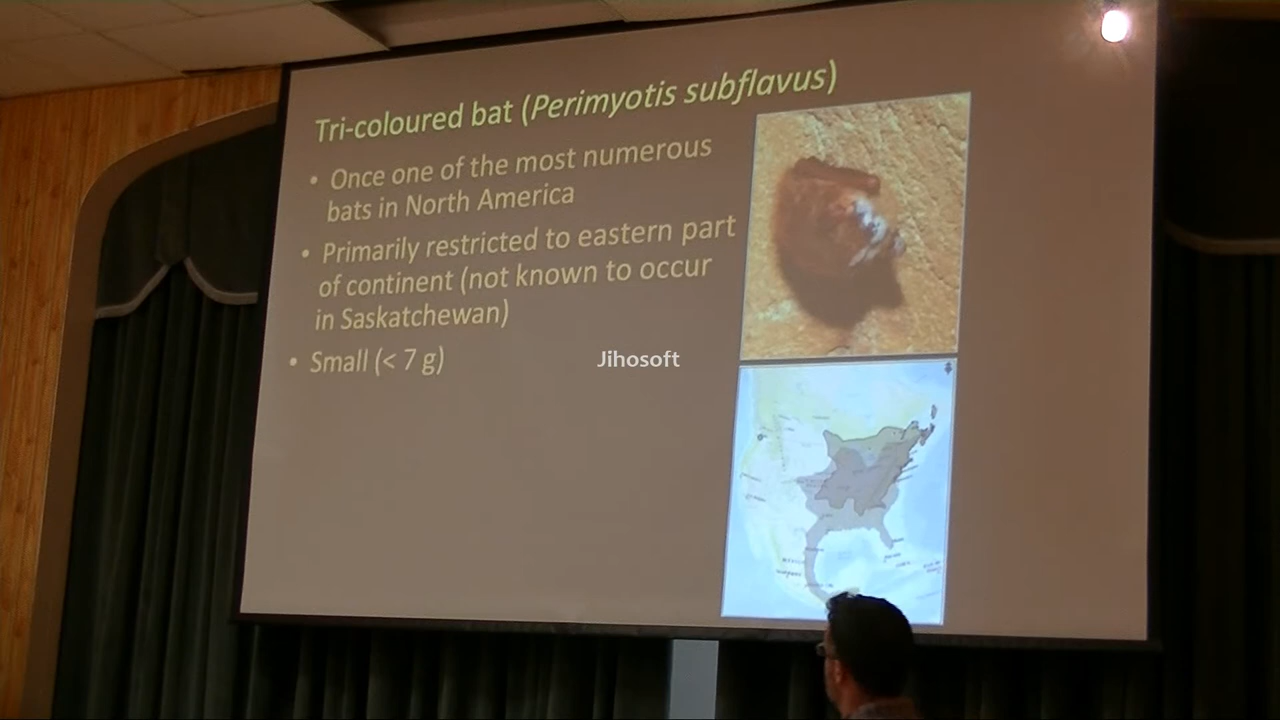 Tri-coloured bat (Perimyotis subflavus)
• Once one of the most numerous
bats in North America
• Primarily restricted to eastern part
of continent (not known to occur
in Saskatchewan)
• Small (< 7 g)
Jihosoft